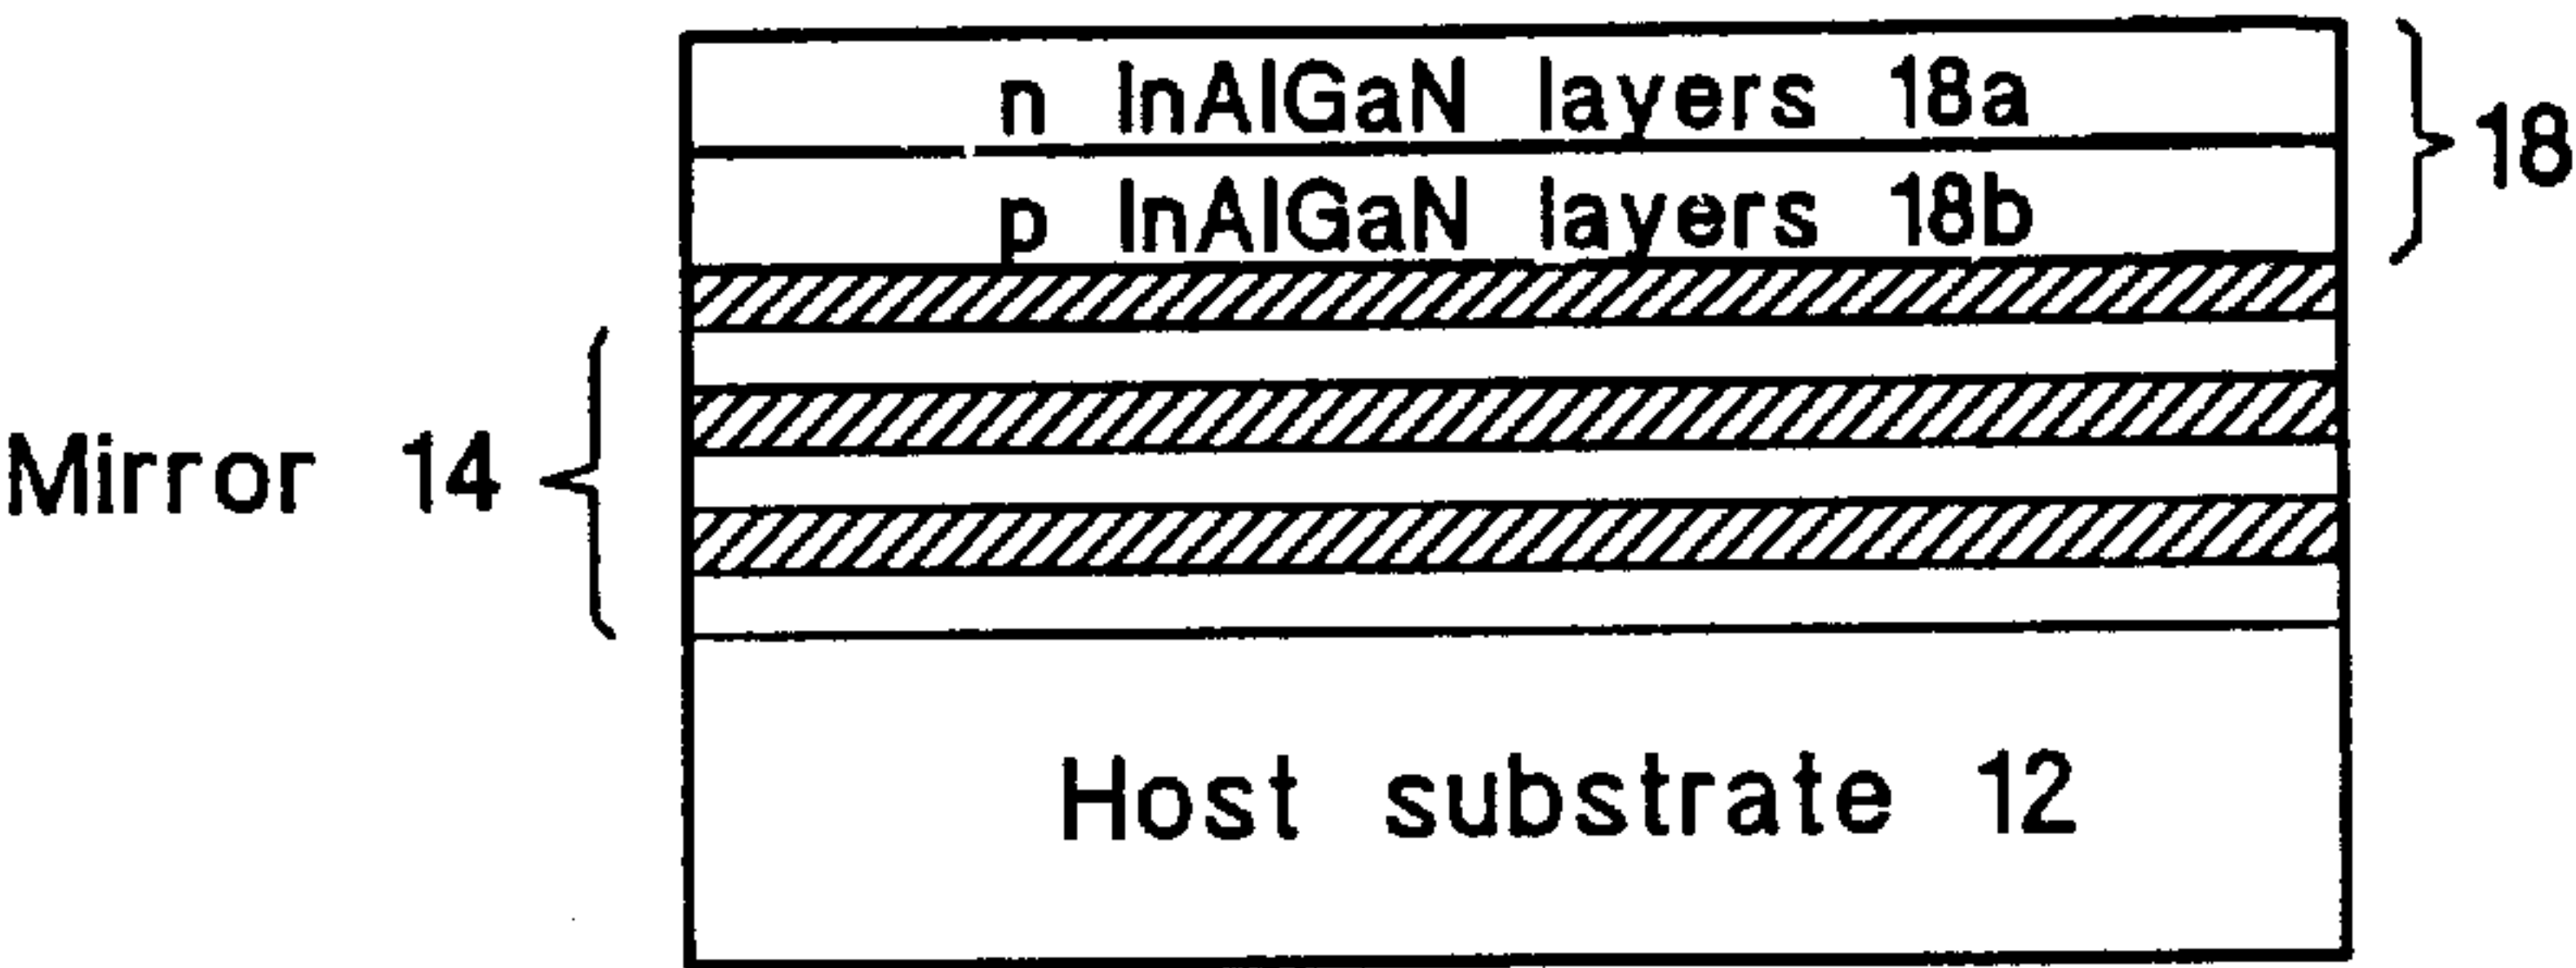 n InAlGaN layers 18a
p InAlGaN layers 18b
18
Mirror 14
Host substrate 12